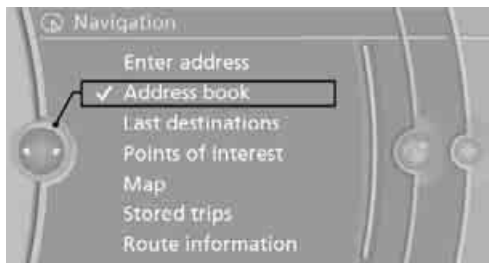 Navigation
Enter address
Address book
Last destinations
Points of Interest
Map
Stored trips
Route information